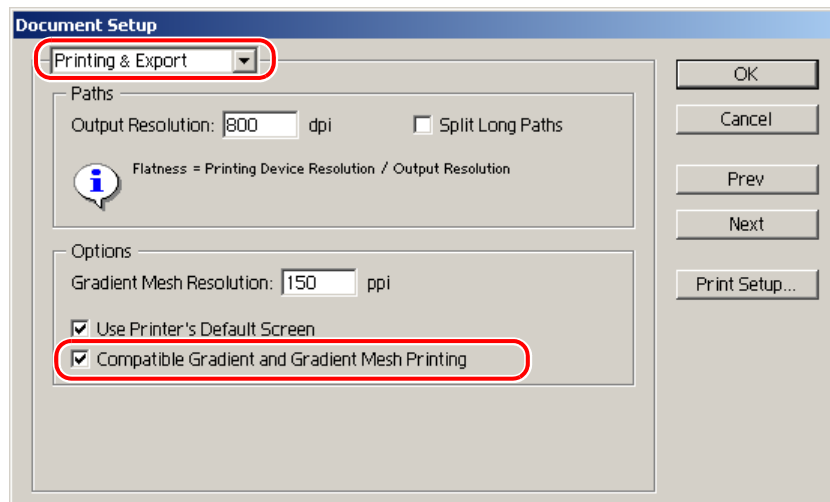 Document Setup
Printing & Export
OK
Paths
Output Resolution: 800 dpi Split Long Paths
Cancel
Flatness = Printing Device Resolution / Output Resolution
Prev
Next
Options
Gradient Mesh Resolution: 150 ppi
Print Setup...
Use Printer's Default Screen
Compatible Gradient and Gradient Mesh Printing